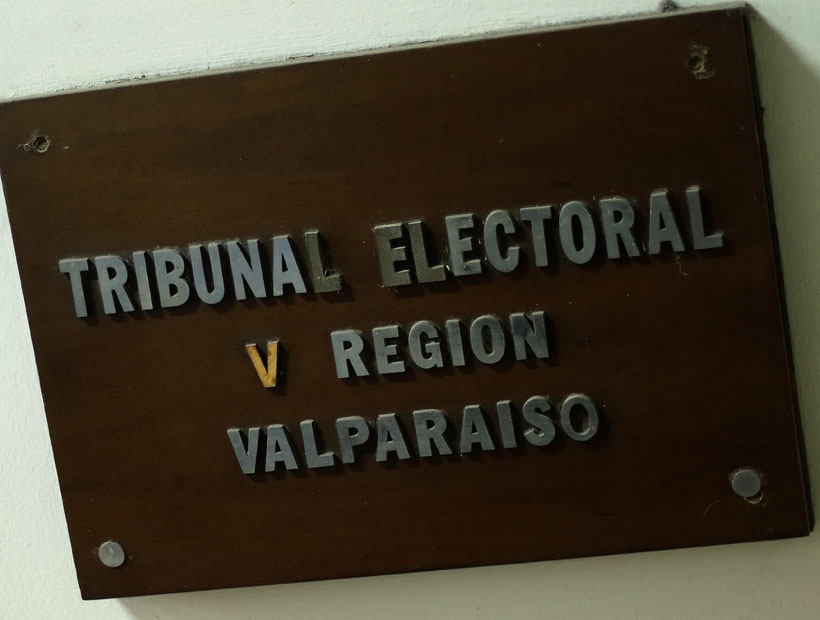 TRIBUNAL ELECTORAL
V REGION
VALPARAISO